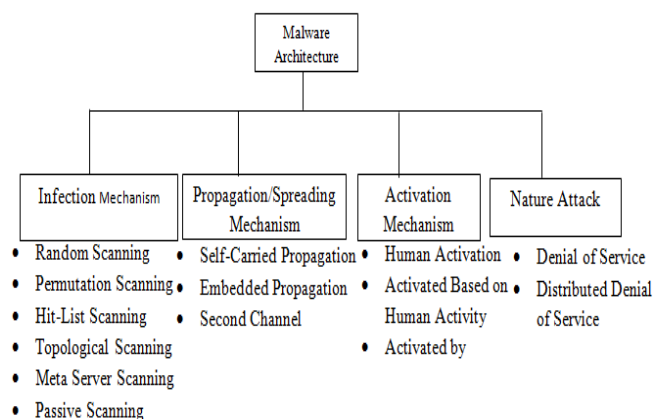 Malware
Architecture
Infection Mechanism
• Random Scanning
• Permutation Scanning
• Hit-List Scanning
• Topological Scanning
• Meta Server Scanning
• Passive Scanning
Propagation/Spreading
Mechanism
• Self-Carried Propagation
• Embedded Propagation
• Second Channel
Activation
Mechanism
• Human Activation
• Activated Based on
Human Activity
• Activated by
Nature Attack
• Denial of Service
• Distributed Denial
of Service